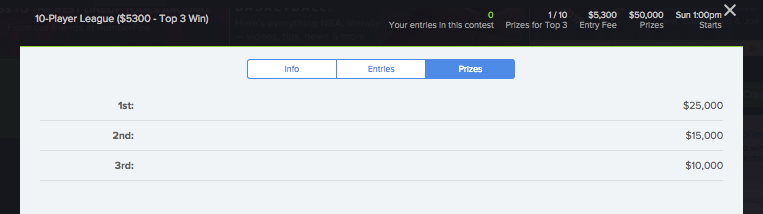 10-Player League ($5300 - Top 3 Win)
0
Your entries in this contest
1 / 10
Prizes for Top 3
$5,300
Entry Fee
$50,000
Prizes
Sun 1:00pm
Starts
Info
Entries
Prizes
1st:
$25,000
2nd:
$15,000
3rd:
$10,000